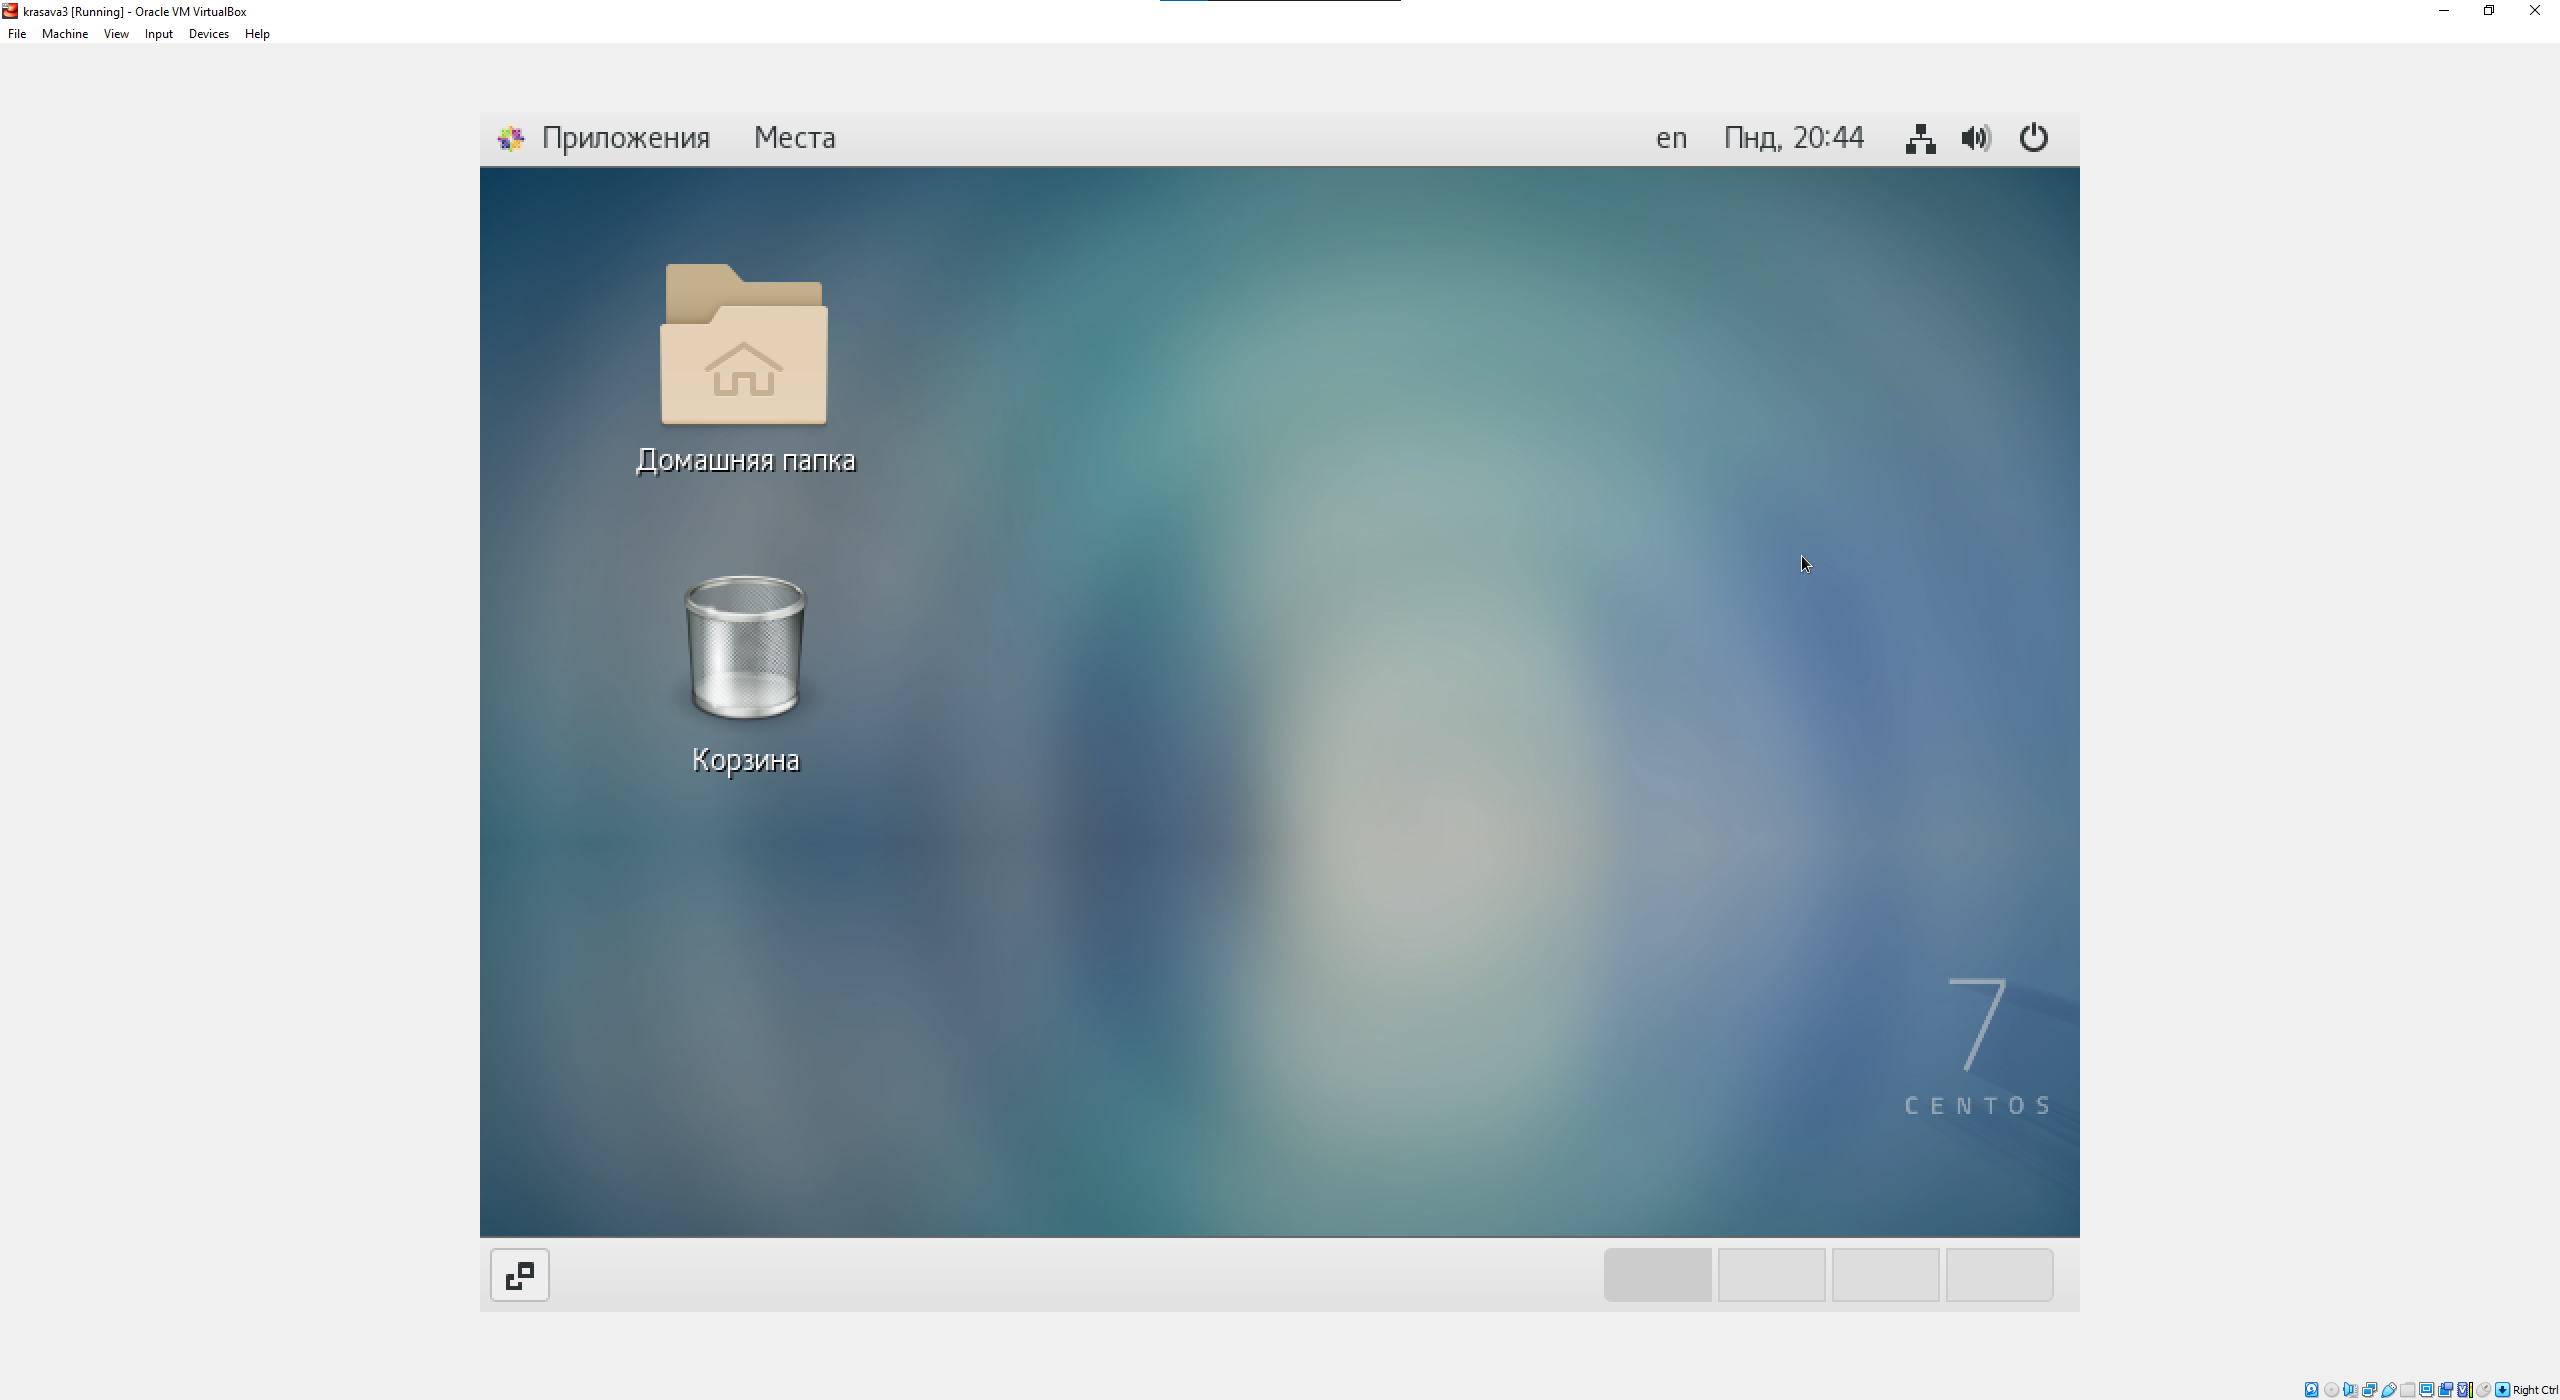 krasava3 [Running] - Oracle VM VirtualBox
File Machine View Input Devices Help
Приложения Места en Пнд, 20:44
Домашняя папка
Корзина
7
CENTOS
Right Ctrl